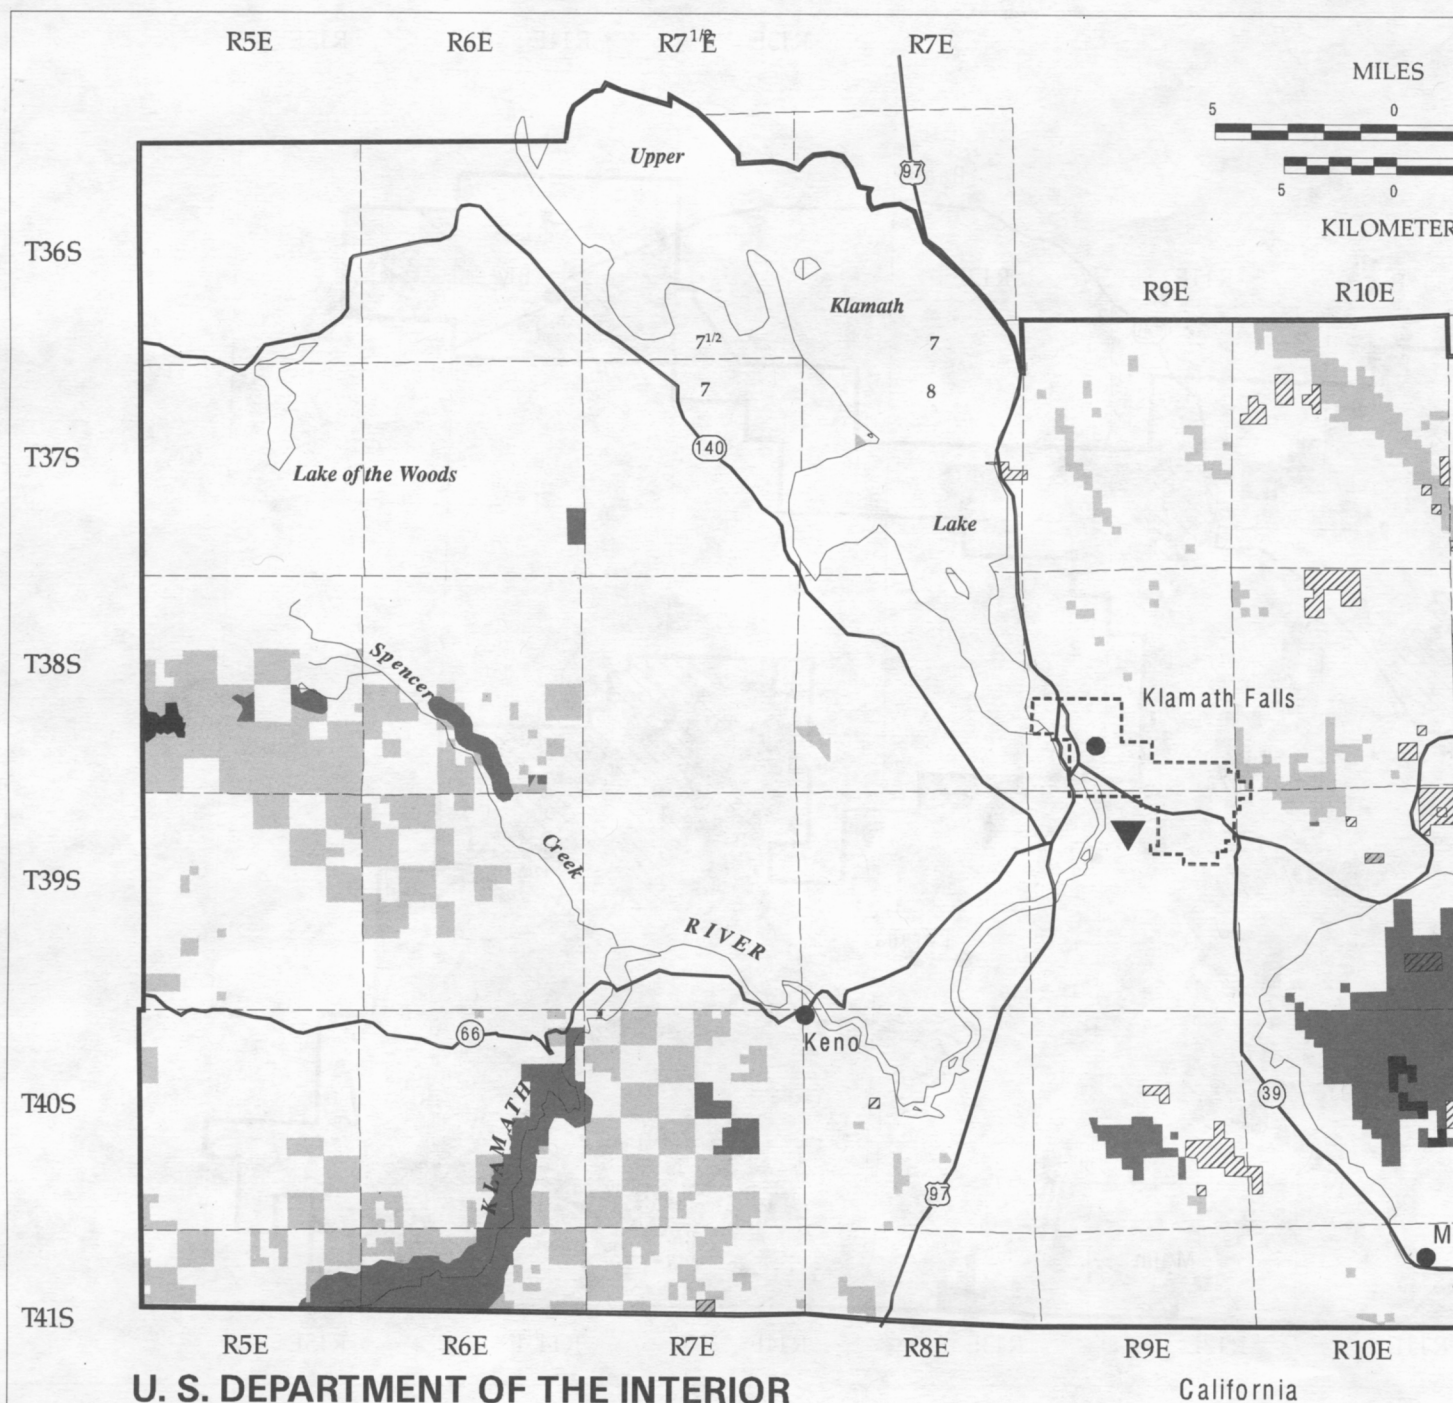 R5E R6E R7 1/2E R7E
MILES
5 0
5 0
KILOMETER
Upper
97
T36S
R9E R10E
Klamath
7 1/2 7
7 8
140
T37S
Lake of the Woods
Lake
T38S
Spencer
Klamath Falls
Creek
T39S
RIVER
66
Keno
T40S
KLAMATH
39
97
M
T41S
R5E R6E R7E R8E R9E R10E
U. S. DEPARTMENT OF THE INTERIOR
California